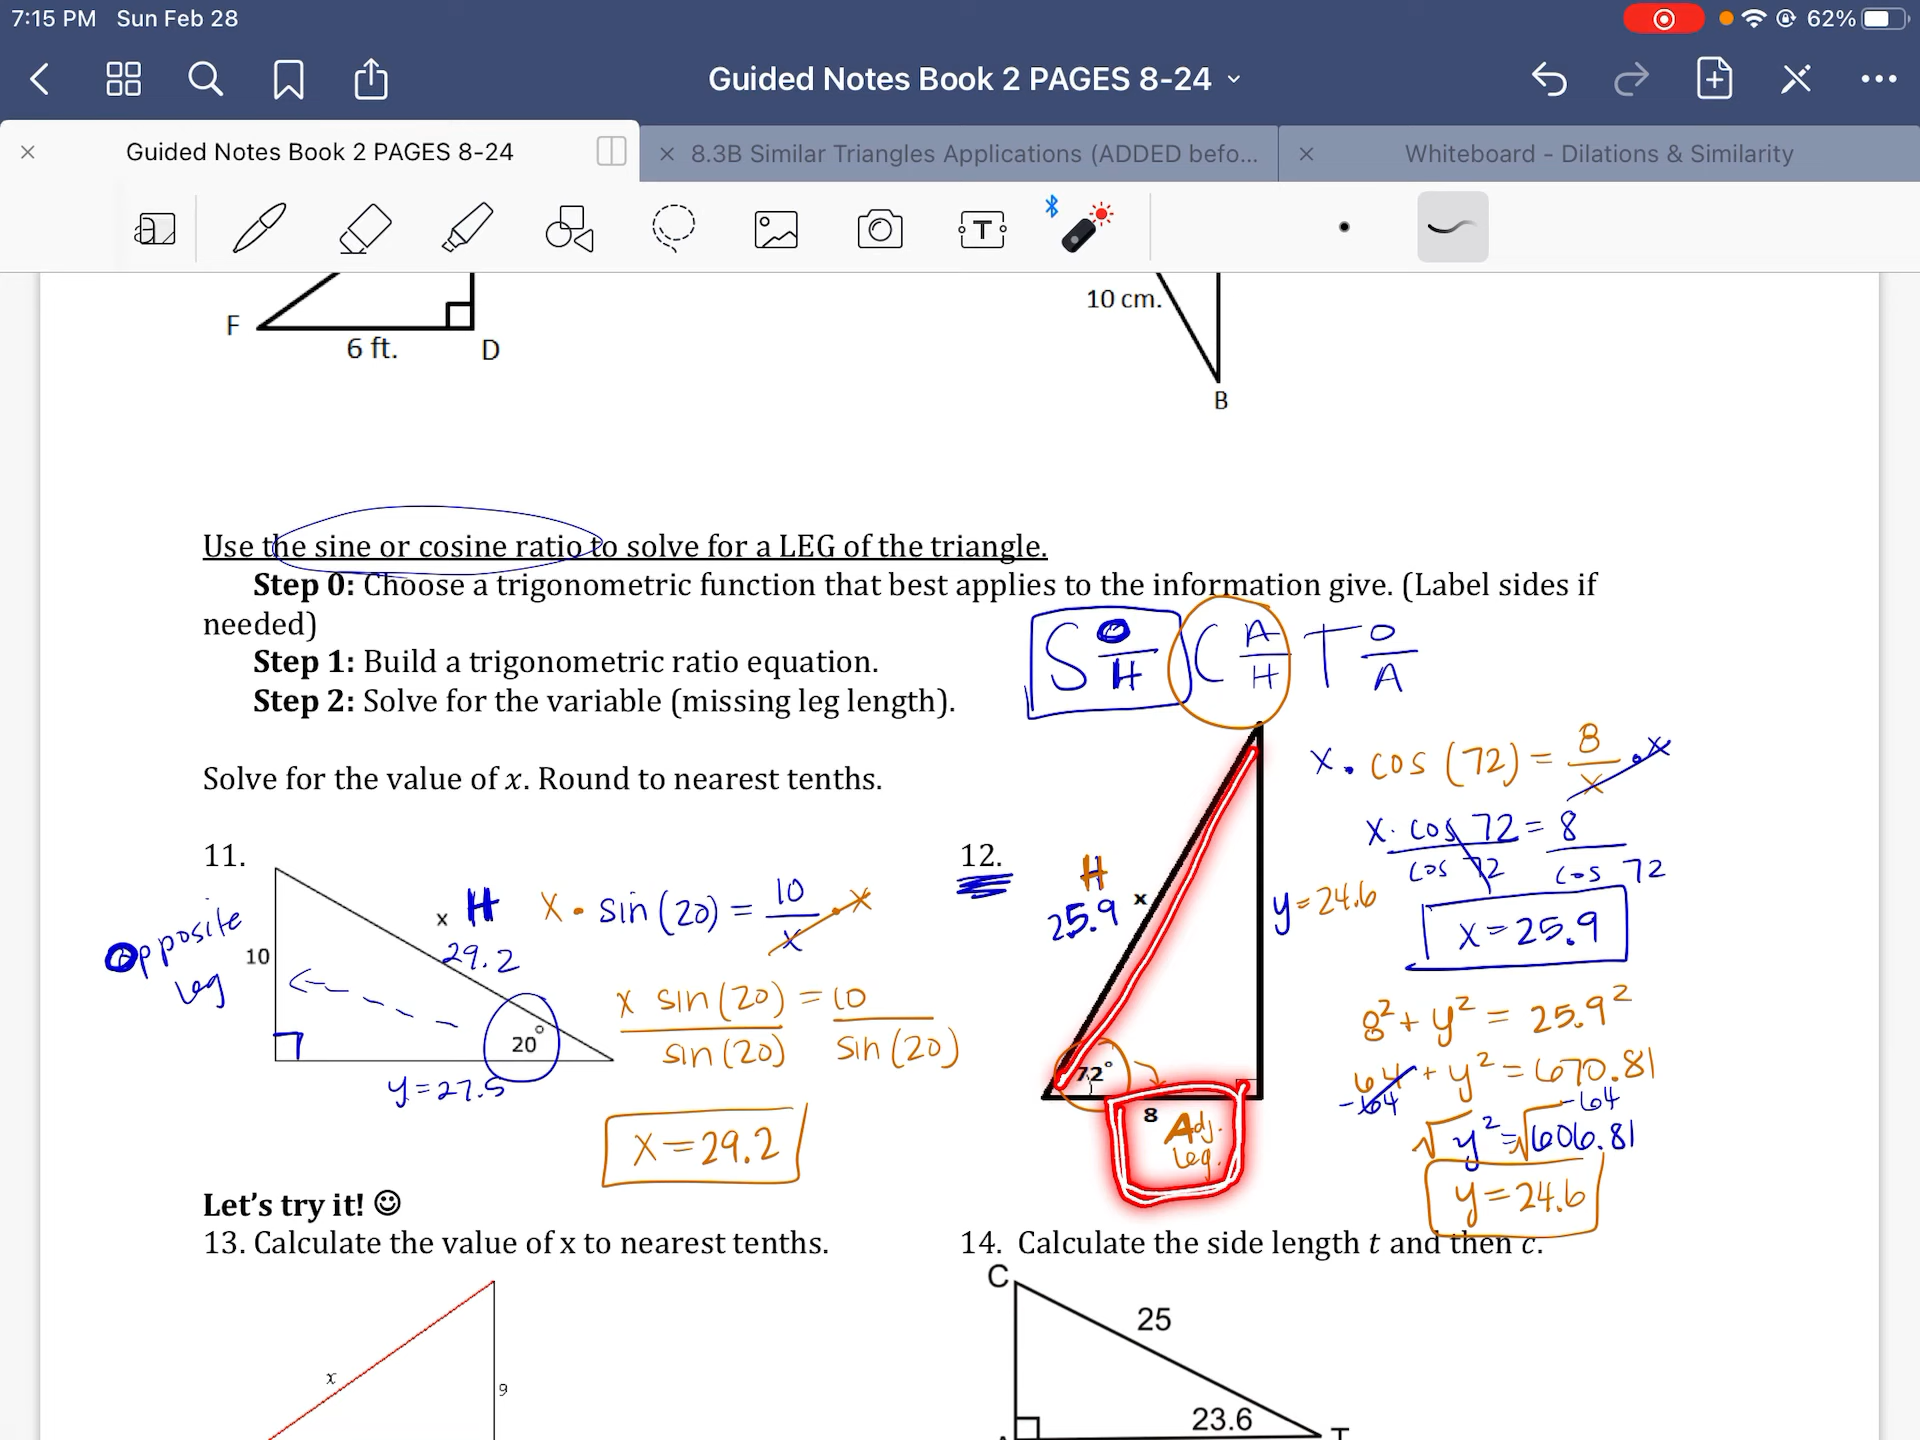 7:15 PM Sun Feb 28
62%
Guided Notes Book 2 PAGES 8-24
Guided Notes Book 2 PAGES 8-24
8.3B Similar Triangles Applications (ADDED befo...
Whiteboard - Dilations & Similarity
F
6 ft.
D
10 cm.
B
Use the sine or cosine ratio to solve for a LEG of the triangle.
Step 0: Choose a trigonometric function that best applies to the information give. (Label sides if
needed)
Step 1: Build a trigonometric ratio equation.
Step 2: Solve for the variable (missing leg length).
S O/H C A/H T O/A
Solve for the value of x. Round to nearest tenths.
11.
Opposite
Leg
10
x H
29.2
20°
y=27.5
x · sin(20) = 10/x · x
x sin(20) = 10
sin(20) sin(20)
x=29.2
12.
H
25.9
x
72°
8
Adj.
Leg.
y=24.6
x · cos(72) = 8/x · x
x · cos 72 = 8
cos 72 cos 72
x=25.9
8² + y² = 25.9²
64 + y² = 670.81
-64 -64
√y² = √606.81
y=24.6
Let's try it! ☺
13. Calculate the value of x to nearest tenths.
x
9
14. Calculate the side length t and then c.
C
25
23.6
T